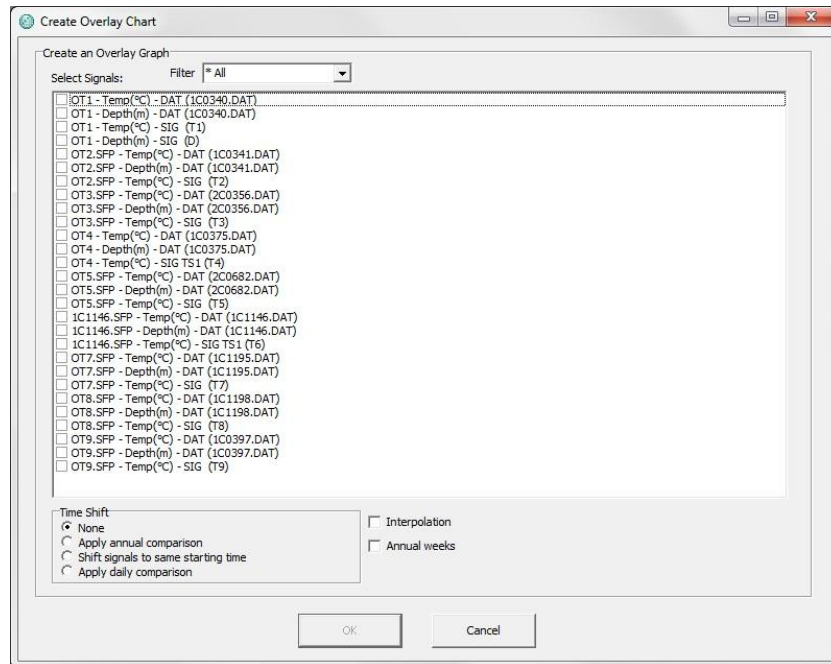 Create Overlay Chart
Create an Overlay Graph
Select Signals:
Filter * All
OT1 - Temp(°C) - DAT (1C0340.DAT)
OT1 - Depth(m) - DAT (1C0340.DAT)
OT1 - Temp(°C) - SIG (T1)
OT1 - Depth(m) - SIG (D)
OT2.SFP - Temp(°C) - DAT (1C0341.DAT)
OT2.SFP - Depth(m) - DAT (1C0341.DAT)
OT2.SFP - Temp(°C) - SIG (T2)
OT3.SFP - Temp(°C) - DAT (2C0356.DAT)
OT3.SFP - Depth(m) - DAT (2C0356.DAT)
OT3.SFP - Temp(°C) - SIG (T3)
OT4 - Temp(°C) - DAT (1C0375.DAT)
OT4 - Depth(m) - DAT (1C0375.DAT)
OT4 - Temp(°C) - SIG TS1 (T4)
OT5.SFP - Temp(°C) - DAT (2C0682.DAT)
OT5.SFP - Depth(m) - DAT (2C0682.DAT)
OT5.SFP - Temp(°C) - SIG (T5)
1C1146.SFP - Temp(°C) - DAT (1C1146.DAT)
1C1146.SFP - Depth(m) - DAT (1C1146.DAT)
1C1146.SFP - Temp(°C) - SIG TS1 (T6)
OT7.SFP - Temp(°C) - DAT (1C1195.DAT)
OT7.SFP - Depth(m) - DAT (1C1195.DAT)
OT7.SFP - Temp(°C) - SIG (T7)
OT8.SFP - Temp(°C) - DAT (1C1198.DAT)
OT8.SFP - Depth(m) - DAT (1C1198.DAT)
OT8.SFP - Temp(°C) - SIG (T8)
OT9.SFP - Temp(°C) - DAT (1C0397.DAT)
OT9.SFP - Depth(m) - DAT (1C0397.DAT)
OT9.SFP - Temp(°C) - SIG (T9)
Time Shift
None
Apply annual comparison
Shift signals to same starting time
Apply daily comparison
Interpolation
Annual weeks
OK
Cancel